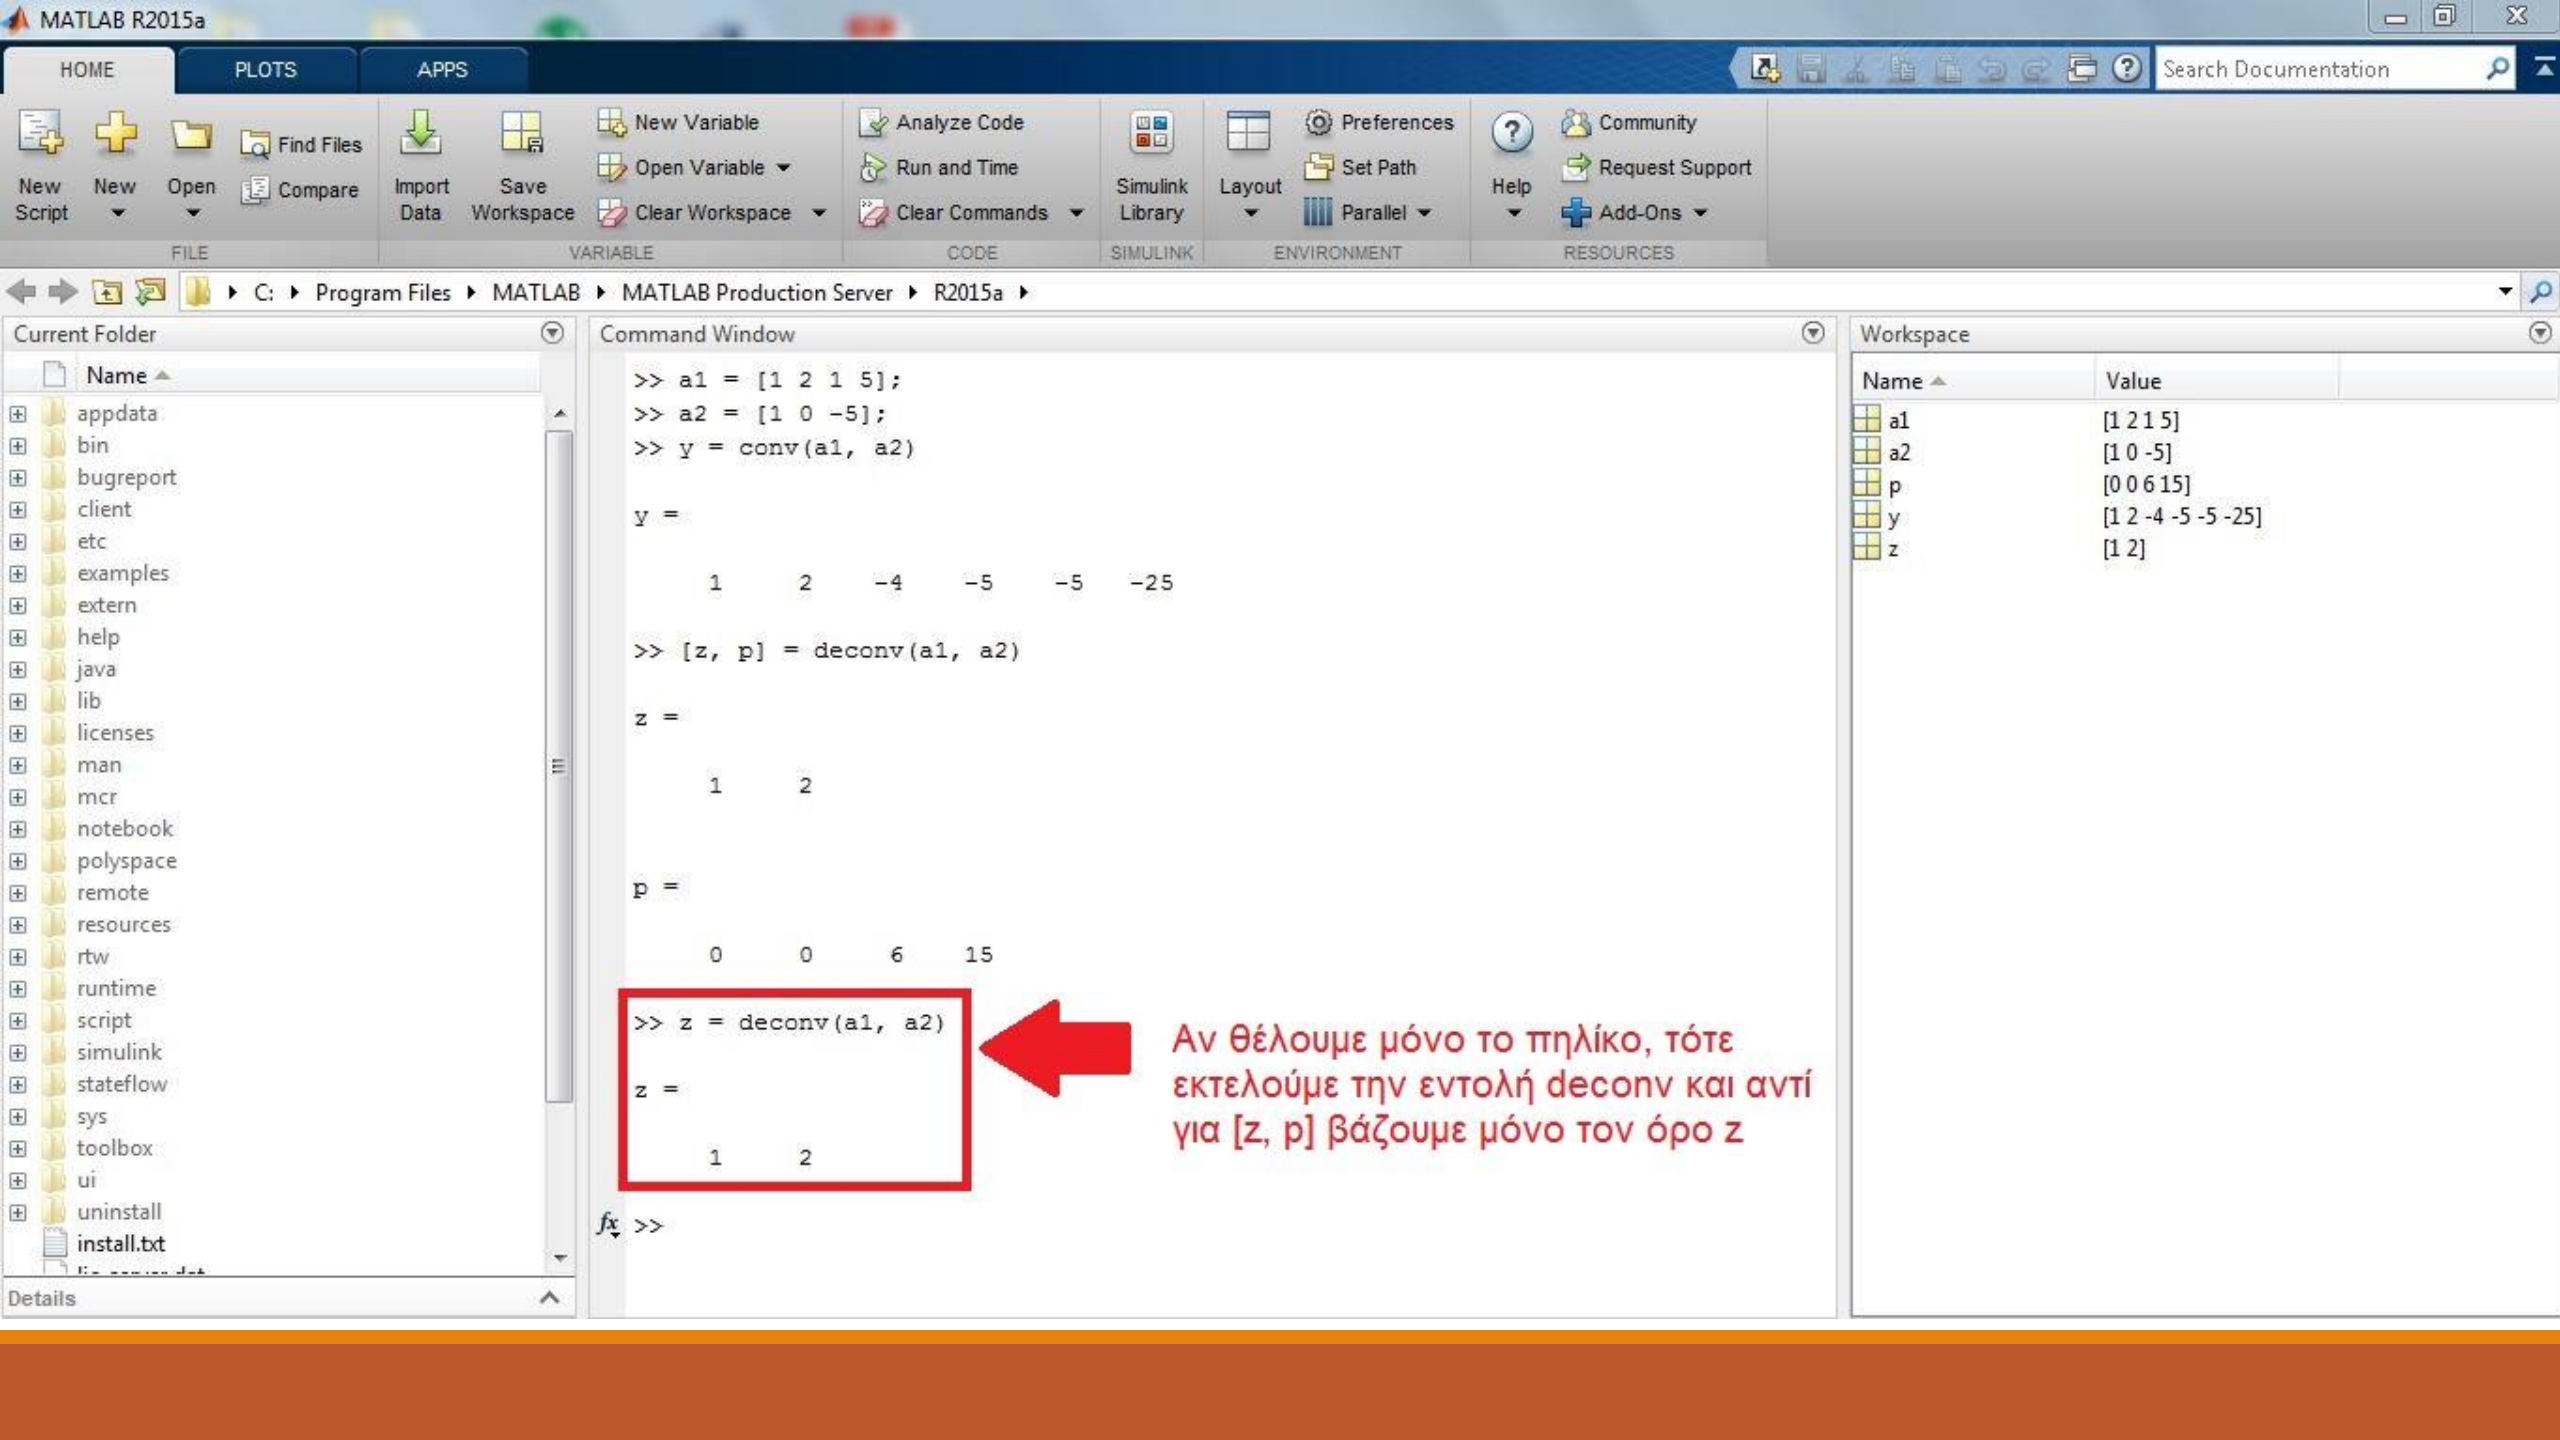 MATLAB R2015a
HOME PLOTS APPS
Search Documentation
New Script
New
Open
Find Files
Compare
Import Data
Save Workspace
New Variable
Open Variable
Clear Workspace
Analyze Code
Run and Time
Clear Commands
Simulink Library
Layout
Preferences
Set Path
Parallel
Help
Community
Request Support
Add-Ons
FILE VARIABLE CODE SIMULINK ENVIRONMENT RESOURCES
C: Program Files MATLAB MATLAB Production Server R2015a
Current Folder
Name
appdata
bin
bugreport
client
etc
examples
extern
help
java
lib
licenses
man
mcr
notebook
polyspace
remote
resources
rtw
runtime
script
simulink
stateflow
sys
toolbox
ui
uninstall
install.txt
Details
Command Window
>> a1 = [1 2 1 5];
>> a2 = [1 0 -5];
>> y = conv(a1, a2)
y =
1 2 -4 -5 -5 -25
>> [z, p] = deconv(a1, a2)
z =
1 2
p =
0 0 6 15
>> z = deconv(a1, a2)
z =
1 2
fx >>
Αν θέλουμε μόνο το πηλίκο, τότε
εκτελούμε την εντολή deconv και αντί
για [z, p] βάζουμε μόνο τον όρο z
Workspace
Name Value
a1 [1 2 1 5]
a2 [1 0 -5]
p [0 0 6 15]
y [1 2 -4 -5 -5 -25]
z [1 2]